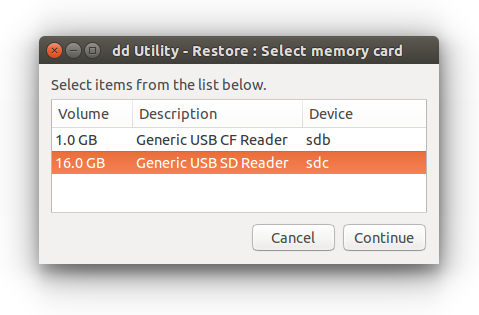 dd Utility - Restore : Select memory card
Select items from the list below.
Volume Description Device
1.0 GB Generic USB CF Reader sdb
16.0 GB Generic USB SD Reader sdc
Cancel Continue